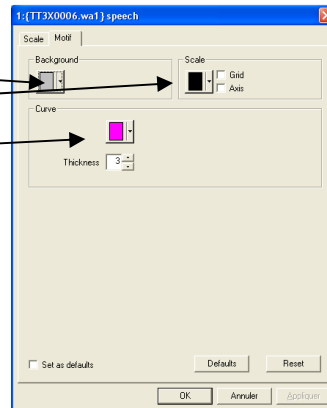 1:{TT3X0006.wa1} speech
Scale Motif
Background
Scale
Grid
Axis
Curve
Thickness 3
Set as defaults
Defaults Reset
OK Annuler Appliquer